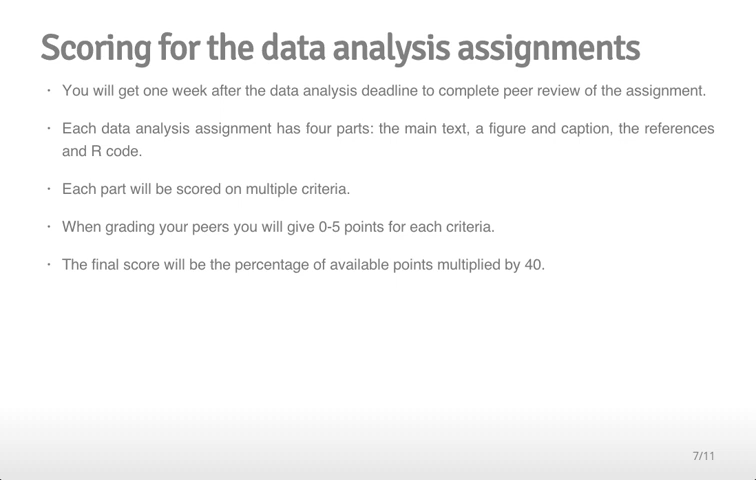 Scoring for the data analysis assignments
· You will get one week after the data analysis deadline to complete peer review of the assignment.
· Each data analysis assignment has four parts: the main text, a figure and caption, the references
and R code.
· Each part will be scored on multiple criteria.
· When grading your peers you will give 0-5 points for each criteria.
· The final score will be the percentage of available points multiplied by 40.
7/11